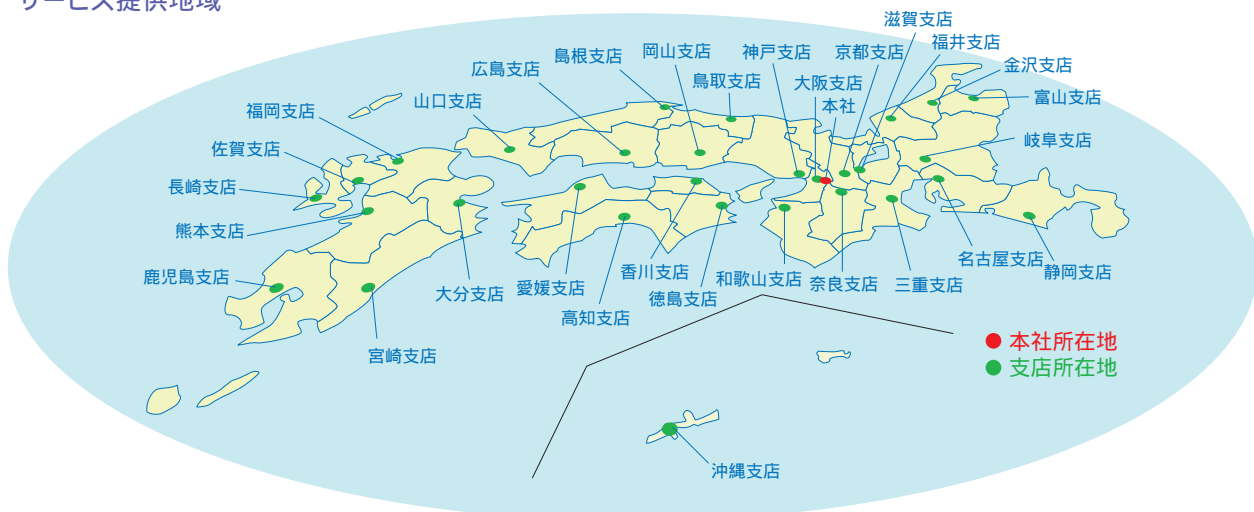 サービス提供地域
滋賀支店
福井支店
金沢支店
富山支店
岐阜支店
京都支店
神戸支店
大阪支店
本社
岡山支店
鳥取支店
島根支店
広島支店
山口支店
福岡支店
佐賀支店
長崎支店
熊本支店
鹿児島支店
宮崎支店
大分支店
愛媛支店
高知支店
香川支店
徳島支店
和歌山支店
奈良支店
三重支店
名古屋支店
静岡支店
本社所在地
支店所在地
沖縄支店